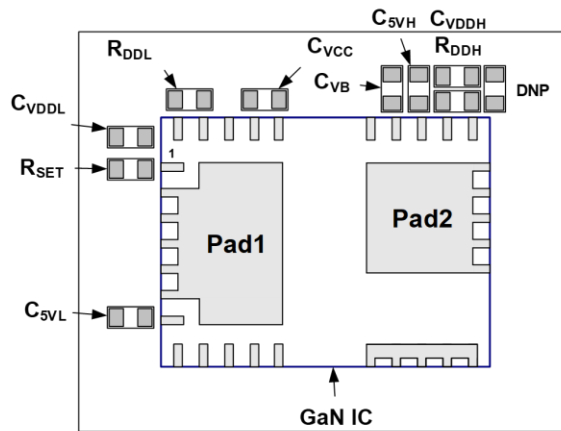 C5VH CVDDH
RDDL CVCC RDDH
CVB
CVDDL DNP
RSET 1
Pad1 Pad2
C5VL
GaN IC